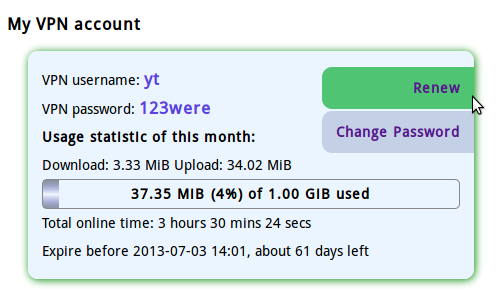 My VPN account
VPN username: yt
Renew
VPN password: 123were
Change Password
Usage statistic of this month:
Download: 3.33 MiB Upload: 34.02 MiB
37.35 MIB (4%) of 1.00 GIB used
Total online time: 3 hours 30 mins 24 secs
Expire before 2013-07-03 14:01, about 61 days left